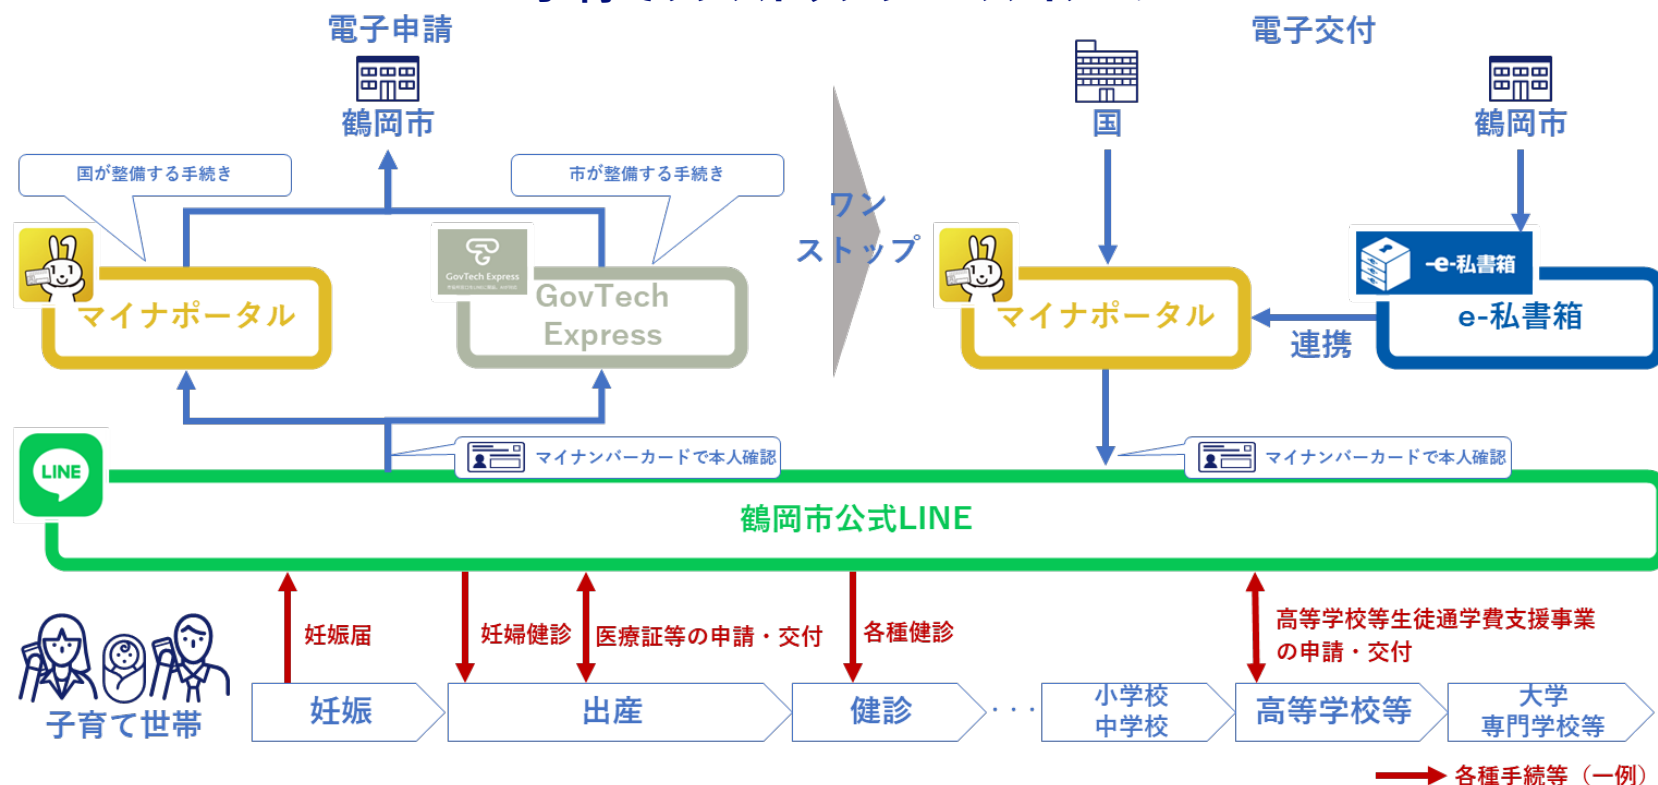 電子申請
電子交付
鶴岡市
国
鶴岡市
国が整備する手続き
市が整備する手続き
ワン
ストップ
GovTech Express
-e-私書箱
マイナポータル
GovTech
Express
マイナポータル
e-私書箱
連携
マイナンバーカードで本人確認
マイナンバーカードで本人確認
LINE
鶴岡市公式LINE
妊娠届
妊婦健診
医療証等の申請・交付
各種健診
高等学校等生徒通学費支援事業
の申請・交付
子育て世帯
妊娠
出産
健診
・・・
小学校
中学校
高等学校等
大学
専門学校等
各種手続等（一例）